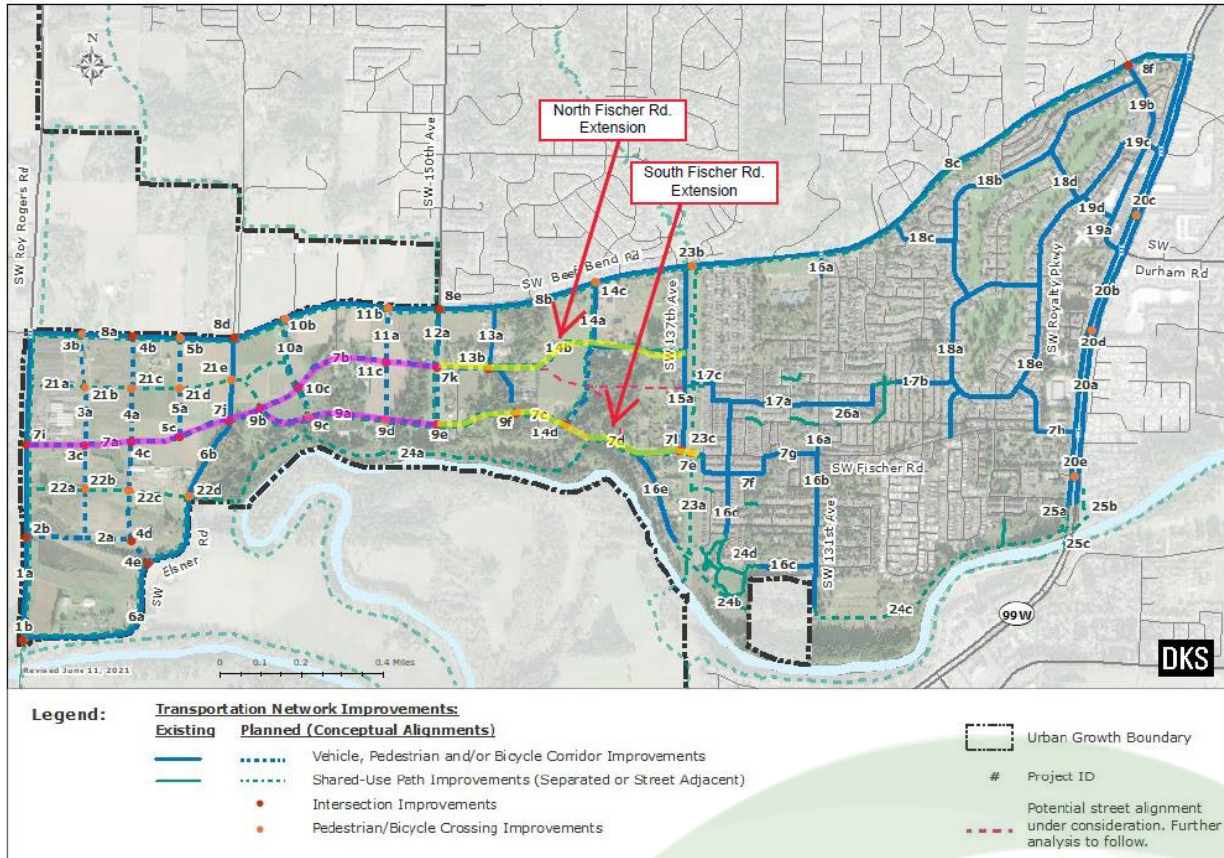 N
SW Roy Rogers Rd
SW-150th Ave
North Fischer Rd.
Extension
South Fischer Rd.
Extension
8f
19b
19c
8c
18b
18d
20c
19d
19a
18c
SW
Durham Rd
SW Royalty Pkwy
20b
20d
23b
16a
SW Beef Bend Rd
SW-137th Ave
8e
8b
14c
14a
10b
11b
12a
13a
11a
8d
8a
3b
4b
5b
10a
7b
11c
13b
14b
7k
18a
18e
21e
21a
21b
21c
21d
3a
4a
5a
10c
17c
17b
20a
15a
17a
26a
7j
9b
9c
9a
9d
9e
9f
7c
14d
7d
7l
23c
7e
16a
7h
7i
7a
3c
4c
5c
6b
24a
7g
SW Fischer Rd.
7f
20e
22a
22b
22c
22d
16e
23a
16d
16b
25a
25b
2b
2a
4d
4e
SW Elsner Rd
24d
16c
SW 131st Ave
25c
1a
6a
24b
24c
1b
99W
Revised June 11, 2021
0 0.1 0.2 0.4 Miles
DKS
Legend:
Transportation Network Improvements:
Existing Planned (Conceptual Alignments)
Vehicle, Pedestrian and/or Bicycle Corridor Improvements
Shared-Use Path Improvements (Separated or Street Adjacent)
Intersection Improvements
Pedestrian/Bicycle Crossing Improvements
Urban Growth Boundary
# Project ID
Potential street alignment
under consideration. Further
analysis to follow.